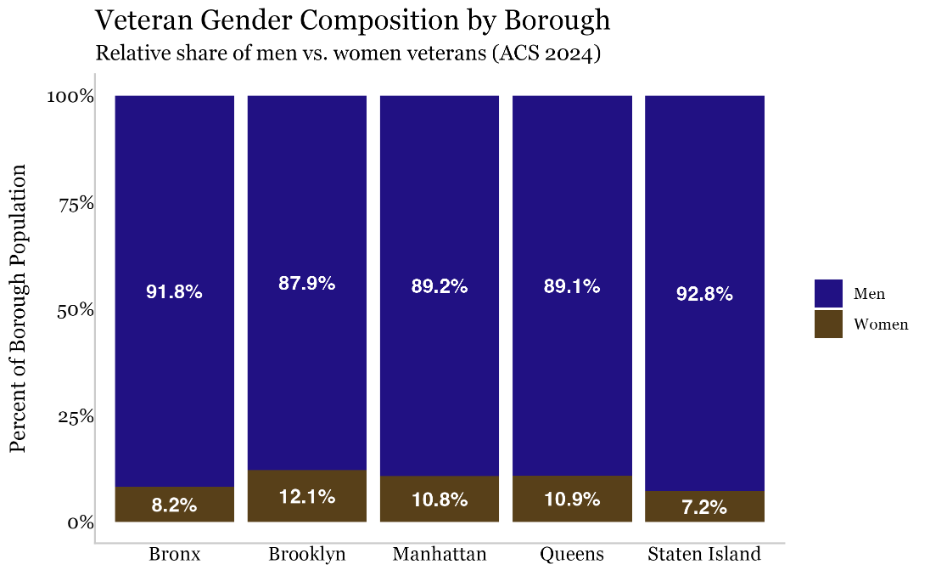 Veteran Gender Composition by Borough
Relative share of men vs. women veterans (ACS 2024)
Percent of Borough Population
100%
75%
50%
25%
0%
91.8%
87.9%
89.2%
89.1%
92.8%
8.2%
12.1%
10.8%
10.9%
7.2%
Bronx
Brooklyn
Manhattan
Queens
Staten Island
Men
Women